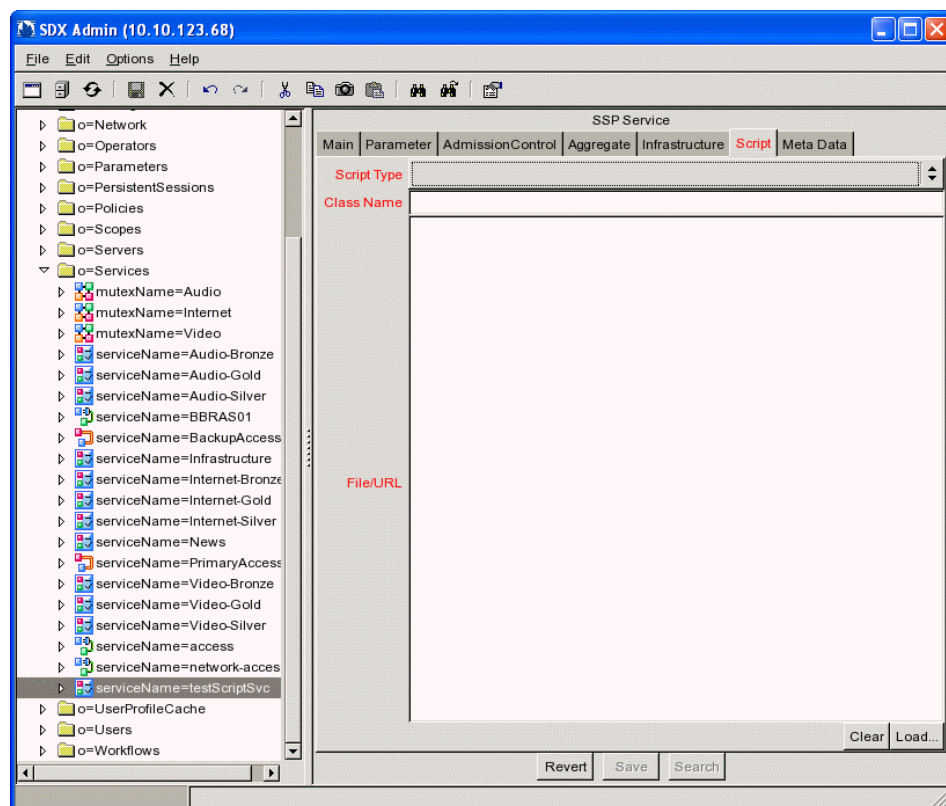 SDX Admin (10.10.123.68)
File Edit Options Help
o=Network
o=Operators
o=Parameters
o=PersistentSessions
o=Policies
o=Scopes
o=Servers
o=Services
mutexName=Audio
mutexName=Internet
mutexName=Video
serviceName=Audio-Bronze
serviceName=Audio-Gold
serviceName=Audio-Silver
serviceName=BBRAS01
serviceName=BackupAccess
serviceName=Infrastructure
serviceName=Internet-Bronze
serviceName=Internet-Gold
serviceName=Internet-Silver
serviceName=News
serviceName=PrimaryAccess
serviceName=Video-Bronze
serviceName=Video-Gold
serviceName=Video-Silver
serviceName=access
serviceName=network-acces
serviceName=testScriptSvc
o=UserProfileCache
o=Users
o=Workflows
SSP Service
Main Parameter AdmissionControl Aggregate Infrastructure Script Meta Data
Script Type
Class Name
File/URL
Clear Load...
Revert Save Search